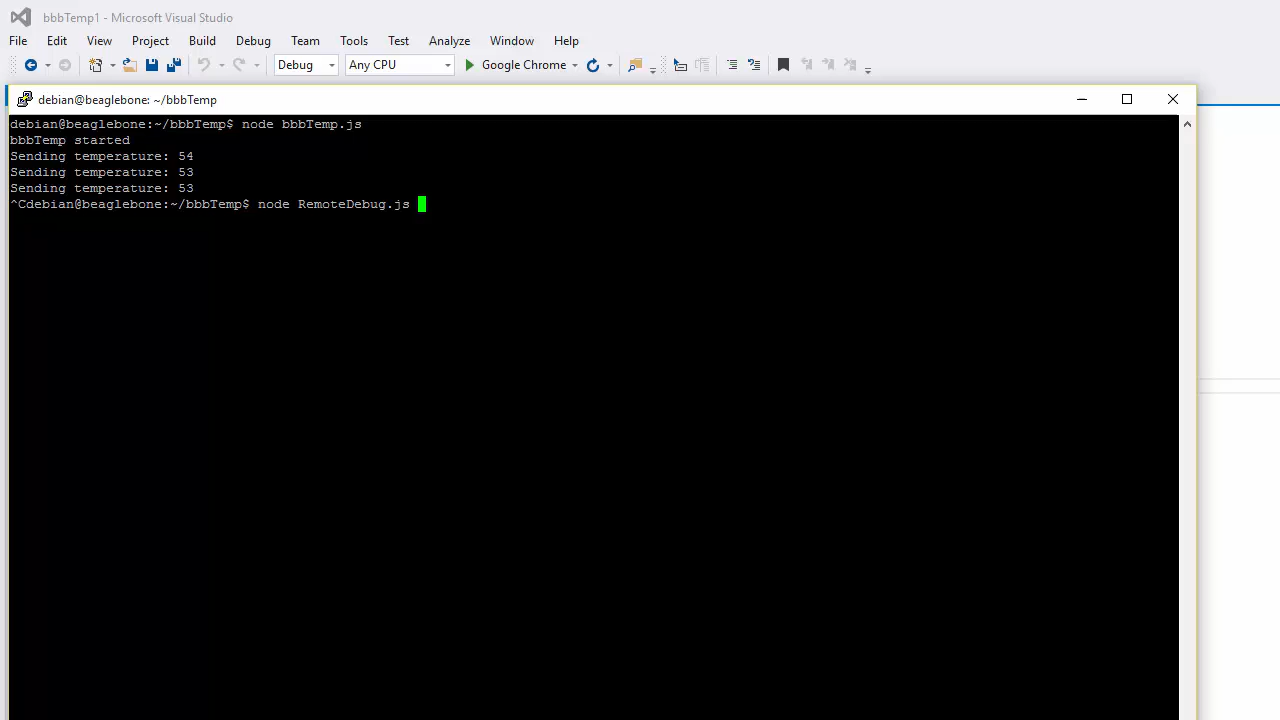 bbbTemp1 - Microsoft Visual Studio
File Edit View Project Build Debug Team Tools Test Analyze Window Help
Debug Any CPU Google Chrome
debian@beaglebone: ~/bbbTemp
debian@beaglebone:~/bbbTemp$ node bbbTemp.js
bbbTemp started
Sending temperature: 54
Sending temperature: 53
Sending temperature: 53
^Cdebian@beaglebone:~/bbbTemp$ node RemoteDebug.js